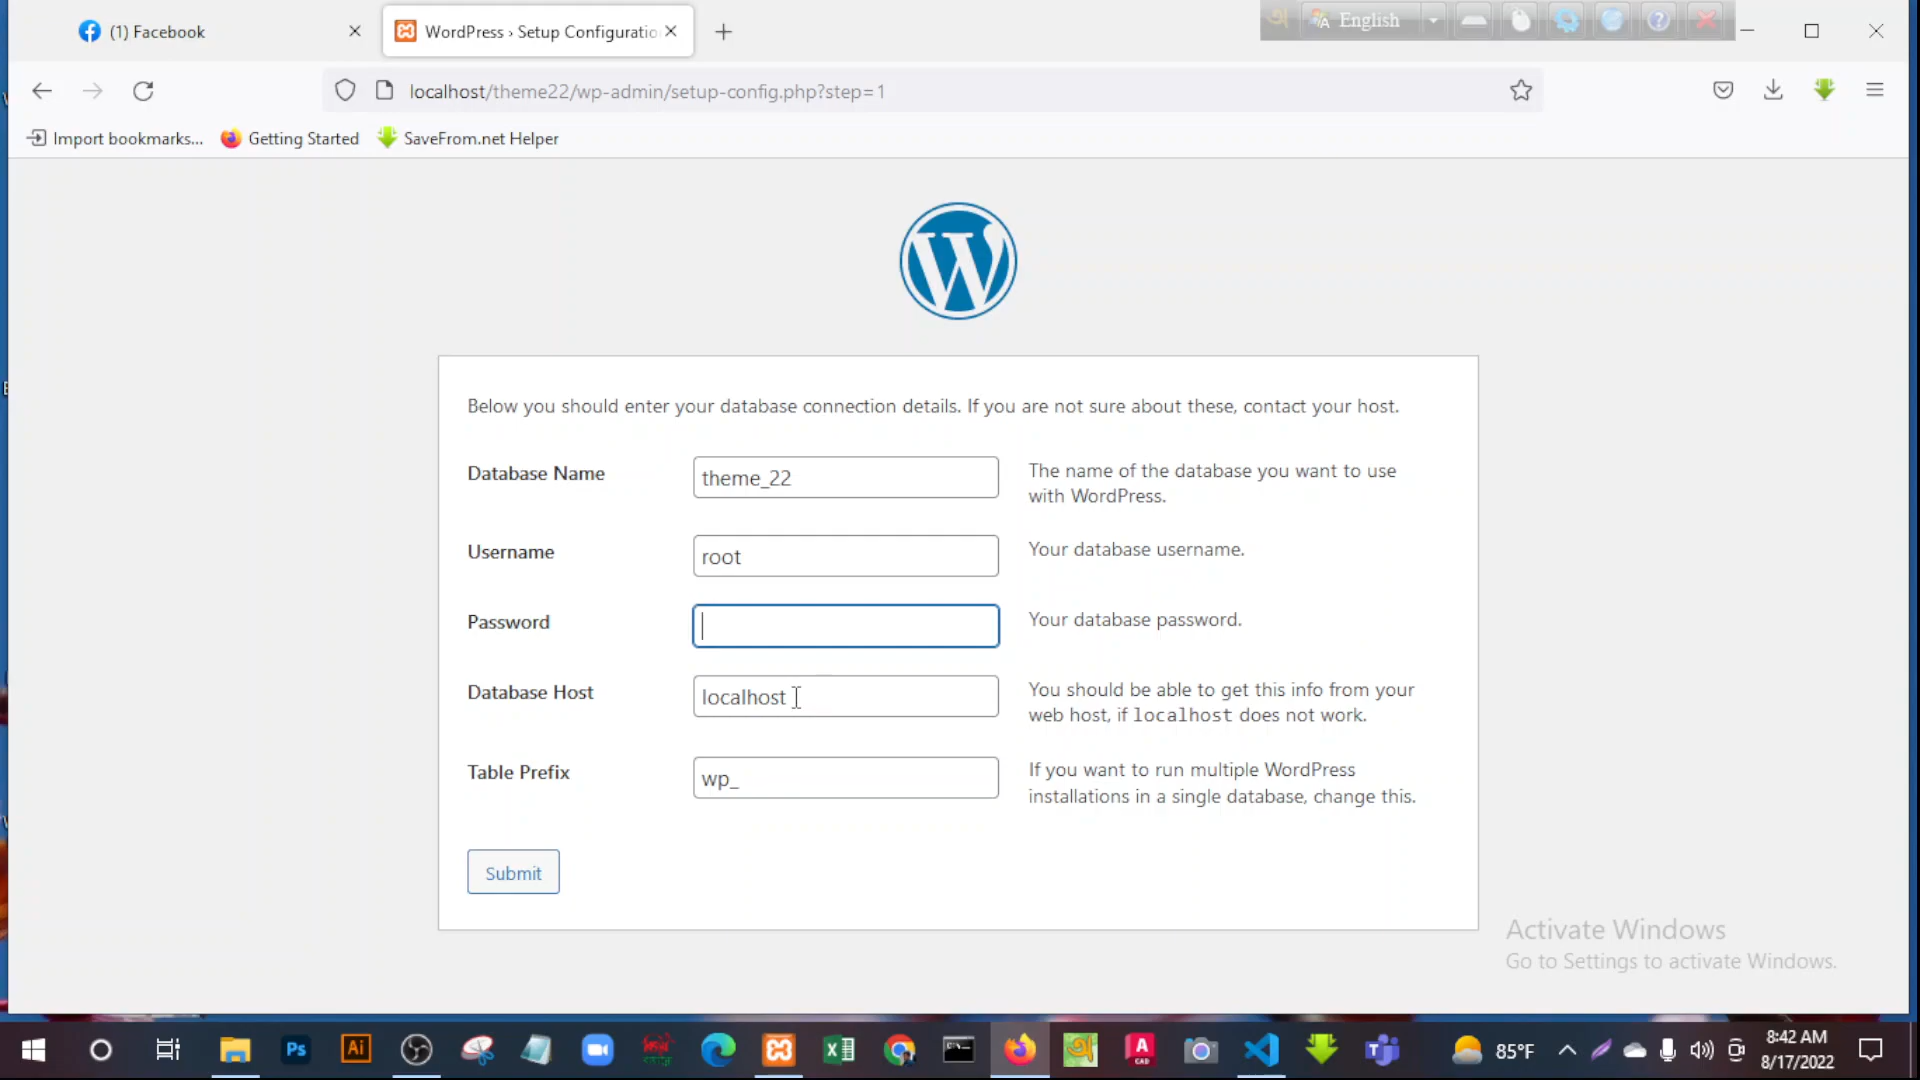 (1) Facebook
WordPress › Setup Configuratio
English
localhost/theme22/wp-admin/setup-config.php?step=1
Import bookmarks...
Getting Started
SaveFrom.net Helper
Below you should enter your database connection details. If you are not sure about these, contact your host.
Database Name
theme_22
The name of the database you want to use
with WordPress.
Username
root
Your database username.
Password
Your database password.
Database Host
localhost
You should be able to get this info from your
web host, if localhost does not work.
Table Prefix
wp_
If you want to run multiple WordPress
installations in a single database, change this.
Submit
Activate Windows
Go to Settings to activate Windows.
Ps
Ai
A
CAD
85°F
8:42 AM
8/17/2022